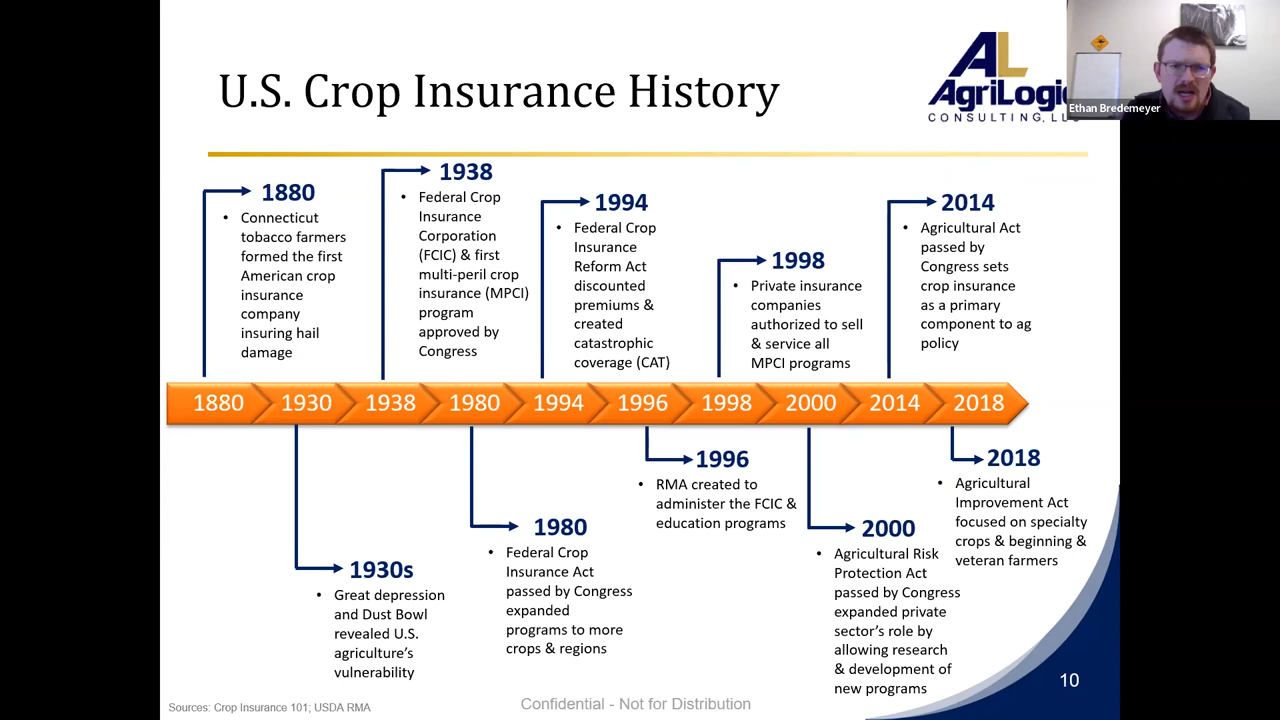 U.S. Crop Insurance History
AL
AgriLogic
CONSULTING, LL
Ethan Bredemeyer
1880
• Connecticut
tobacco farmers
formed the first
American crop
insurance
company
insuring hail
damage
1938
• Federal Crop
Insurance
Corporation
(FCIC) & first
multi-peril crop
insurance (MPCI)
program
approved by
Congress
1994
• Federal Crop
Insurance
Reform Act
discounted
premiums &
created
catastrophic
coverage (CAT)
1998
• Private insurance
companies
authorized to sell
& service all
MPCI programs
2014
• Agricultural Act
passed by
Congress sets
crop insurance
as a primary
component to ag
policy
1880 1930 1938 1980 1994 1996 1998 2000 2014 2018
1930s
• Great depression
and Dust Bowl
revealed U.S.
agriculture's
vulnerability
1980
• Federal Crop
Insurance Act
passed by Congress
expanded
programs to more
crops & regions
1996
• RMA created to
administer the FCIC &
education programs
2000
• Agricultural Risk
Protection Act
passed by Congress
expanded private
sector's role by
allowing research
& development of
new programs
2018
• Agricultural
Improvement Act
focused on specialty
crops & beginning &
veteran farmers
10
Sources: Crop Insurance 101; USDA RMA
Confidential - Not for Distribution